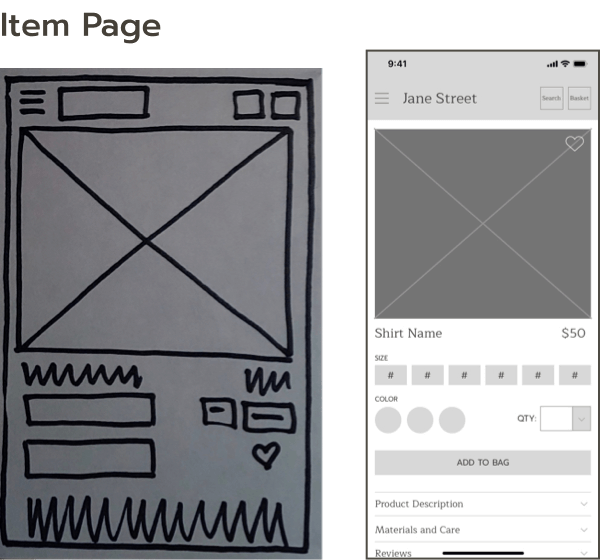 Item Page
9:41
Jane Street
Search
Basket
Shirt Name
$50
SIZE
# # # # # #
COLOR
QTY:
ADD TO BAG
Product Description
Materials and Care
Reviews